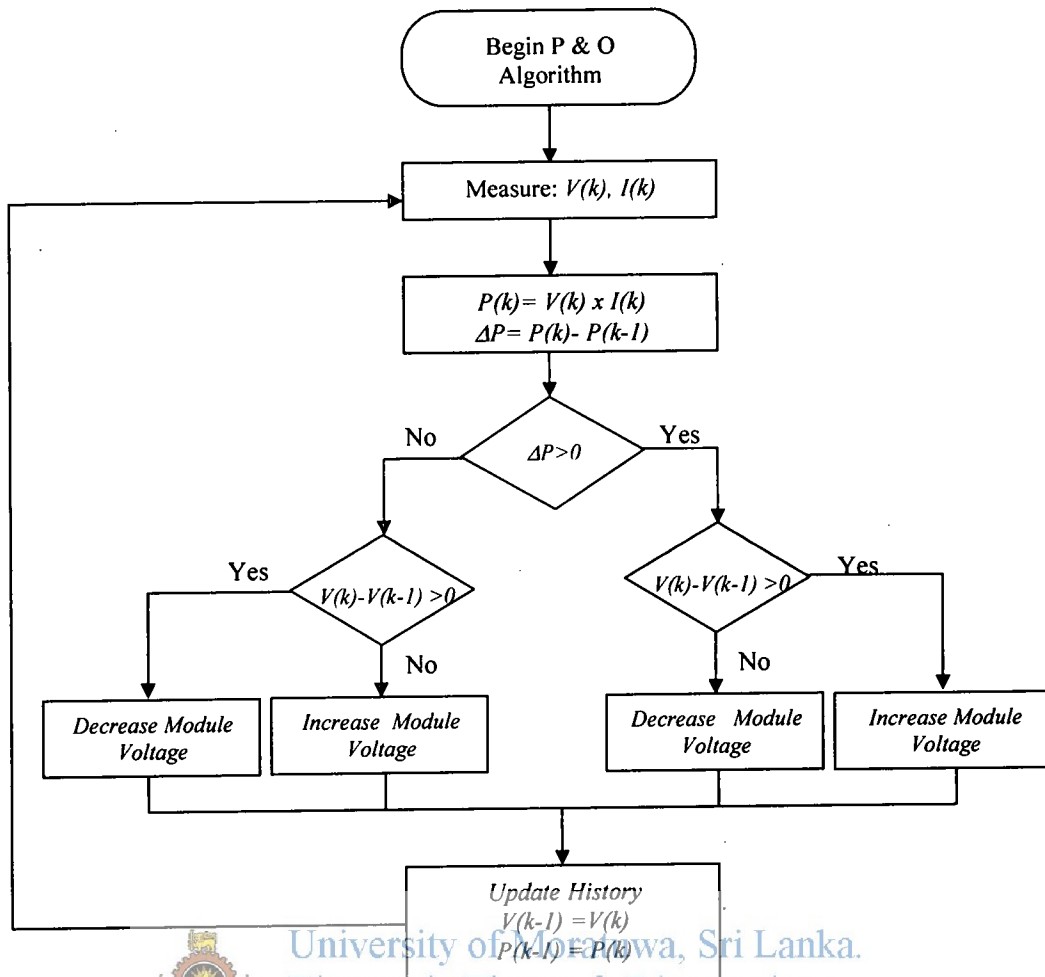 Begin P & O
Algorithm
Measure: V(k), I(k)
P(k)= V(k) x I(k)
ΔP= P(k)- P(k-1)
ΔP>0
No
Yes
V(k)-V(k-1) >0
Yes
No
V(k)-V(k-1) >0
Yes
No
Decrease Module
Voltage
Increase Module
Voltage
Decrease Module
Voltage
Increase Module
Voltage
Update History
V(k-1) =V(k)
P(k-1) = P(k)
University of Moratuwa, Sri Lanka.